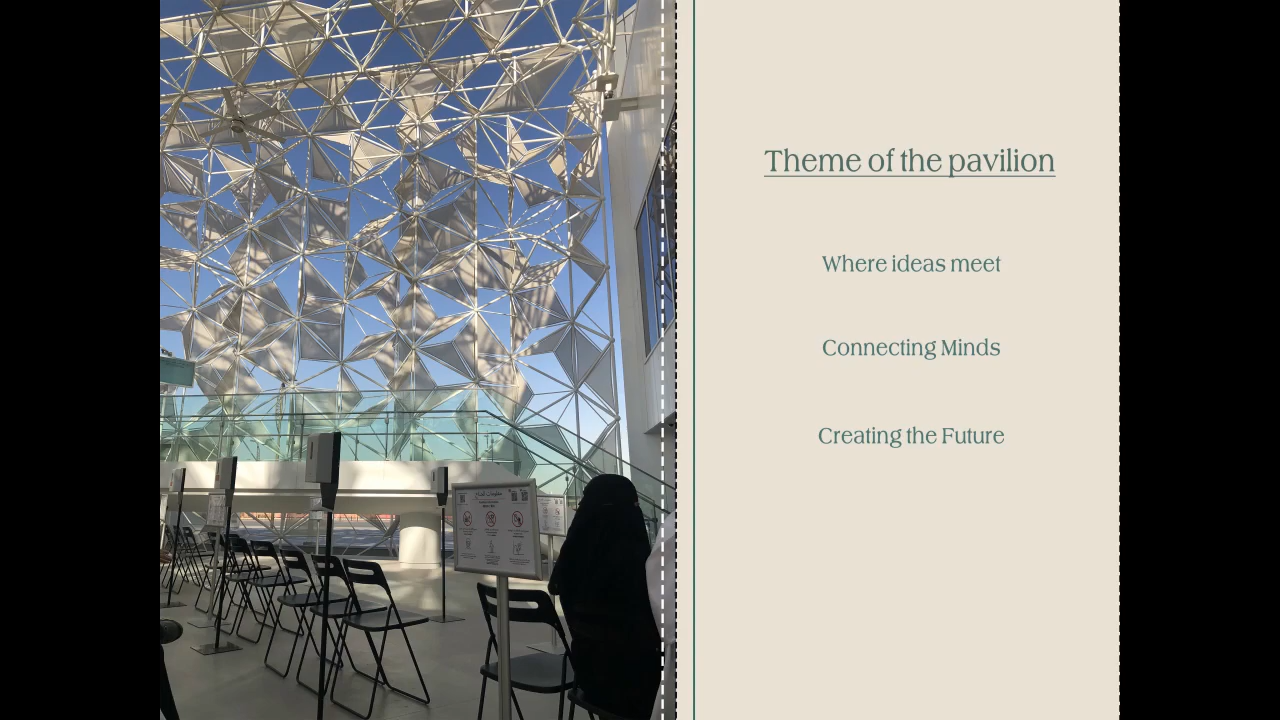 Theme of the pavilion
Where ideas meet
Connecting Minds
Creating the Future